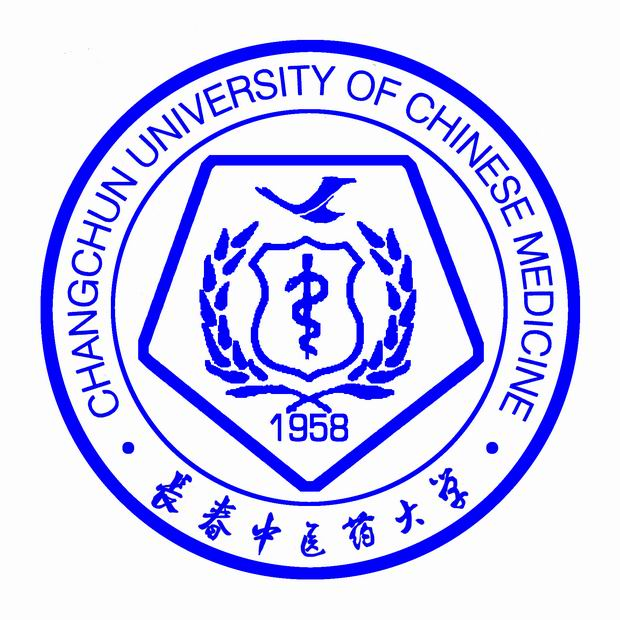 CHANGCHUN UNIVERSITY OF CHINESE MEDICINE
1958
長春中医药大学